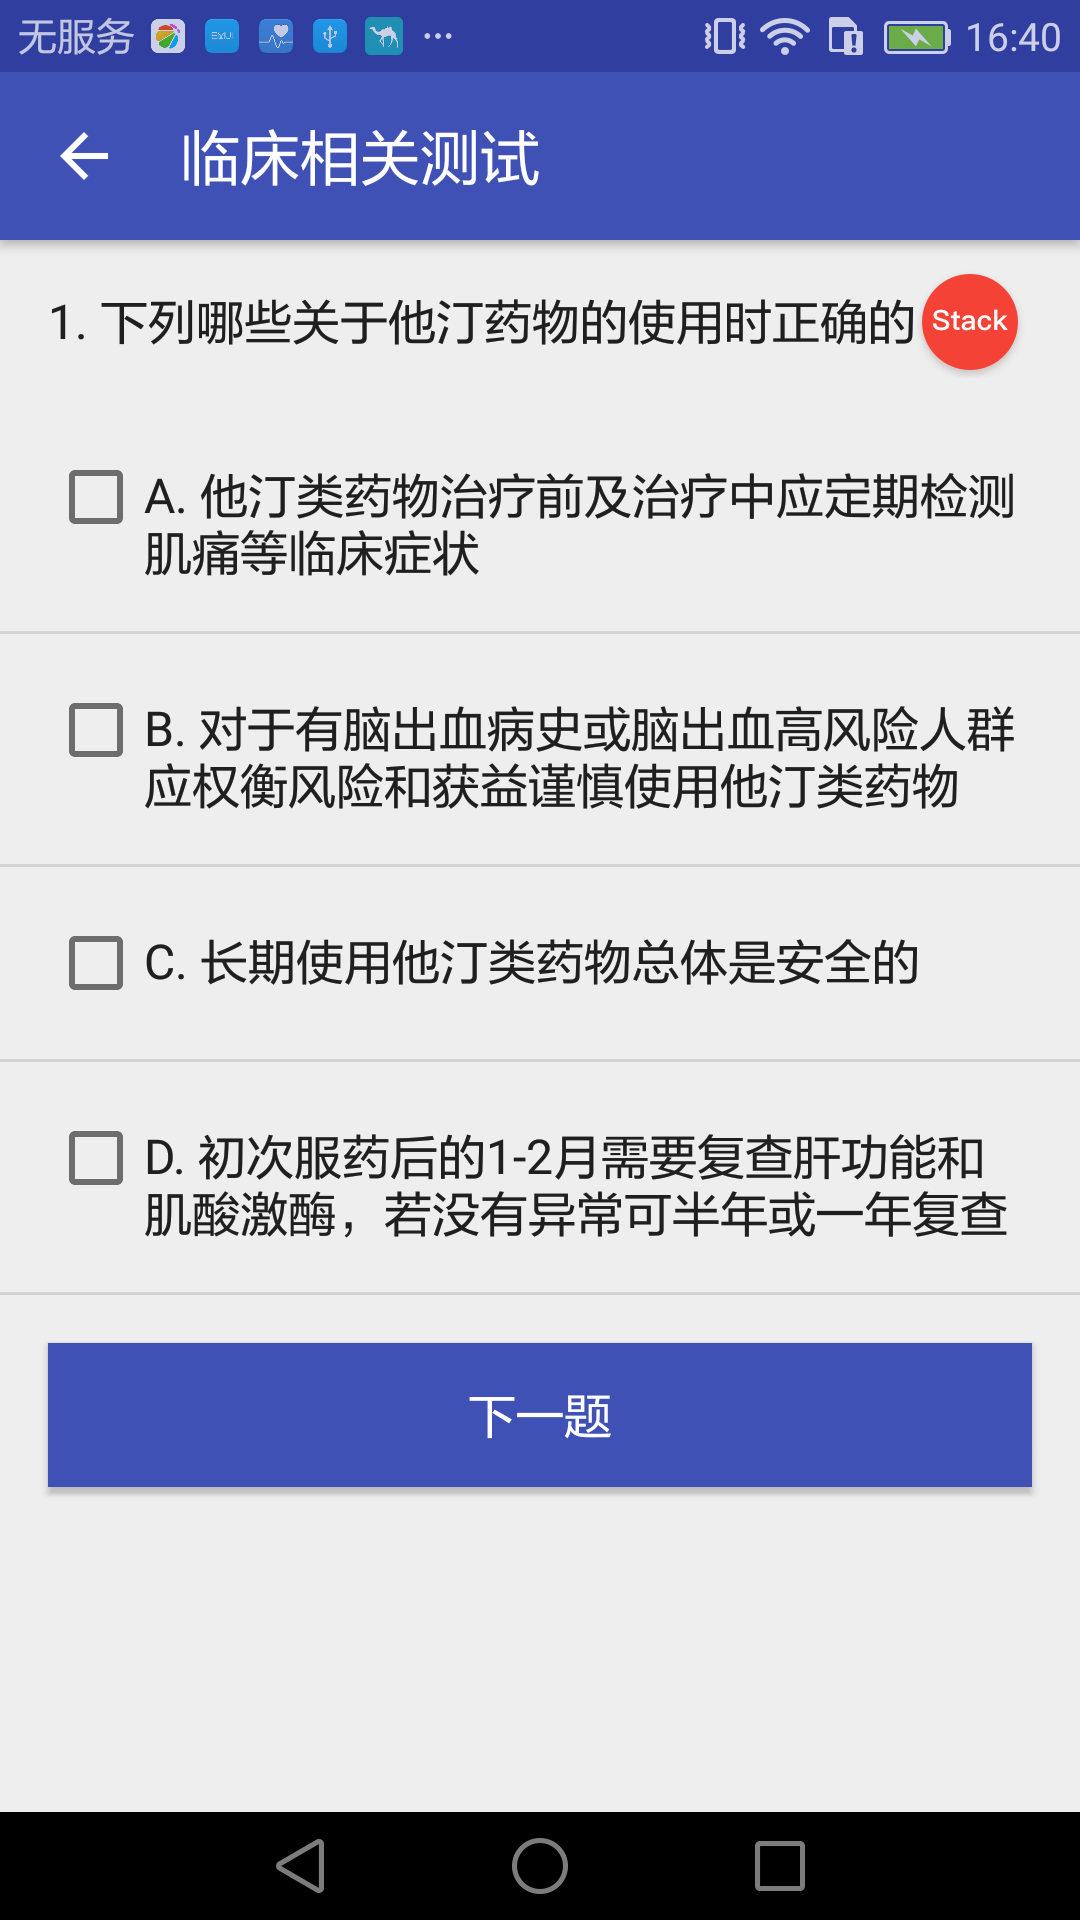 无服务
EMUI
16:40
临床相关测试
1. 下列哪些关于他汀药物的使用时正确的
Stack
A. 他汀类药物治疗前及治疗中应定期检测
肌痛等临床症状
B. 对于有脑出血病史或脑出血高风险人群
应权衡风险和获益谨慎使用他汀类药物
C. 长期使用他汀类药物总体是安全的
D. 初次服药后的1-2月需要复查肝功能和
肌酸激酶，若没有异常可半年或一年复查
下一题